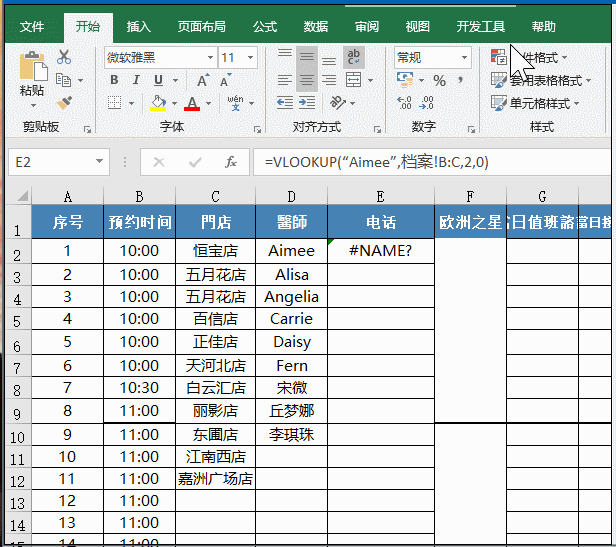 文件 开始 插入 页面布局 公式 数据 审阅 视图 开发工具 帮助
粘贴
微软雅黑 11
B I U A A
wén
ab c
常规
% ,
件格式
套用表格格式
单元格样式
剪贴板 字体 对齐方式 数字 样式
E2 fx =VLOOKUP(“Aimee”,档案!B:C,2,0)
A B C D E F G
1 序号 预约时间 門店 醫師 电话 欧洲之星 日值班
2 1 10:00 恒宝店 Aimee #NAME?
3 2 10:00 五月花店 Alisa
4 3 10:00 五月花店 Angelia
5 4 10:00 百信店 Carrie
6 5 10:00 正佳店 Daisy
7 6 10:00 天河北店 Fern
8 7 10:30 白云汇店 宋微
9 8 11:00 丽影店 丘梦娜
10 9 11:00 东圃店 李琪珠
11 10 11:00 江南西店
12 11 11:00 嘉洲广场店
13 12 11:00
14 13 11:00
15 14 11:00